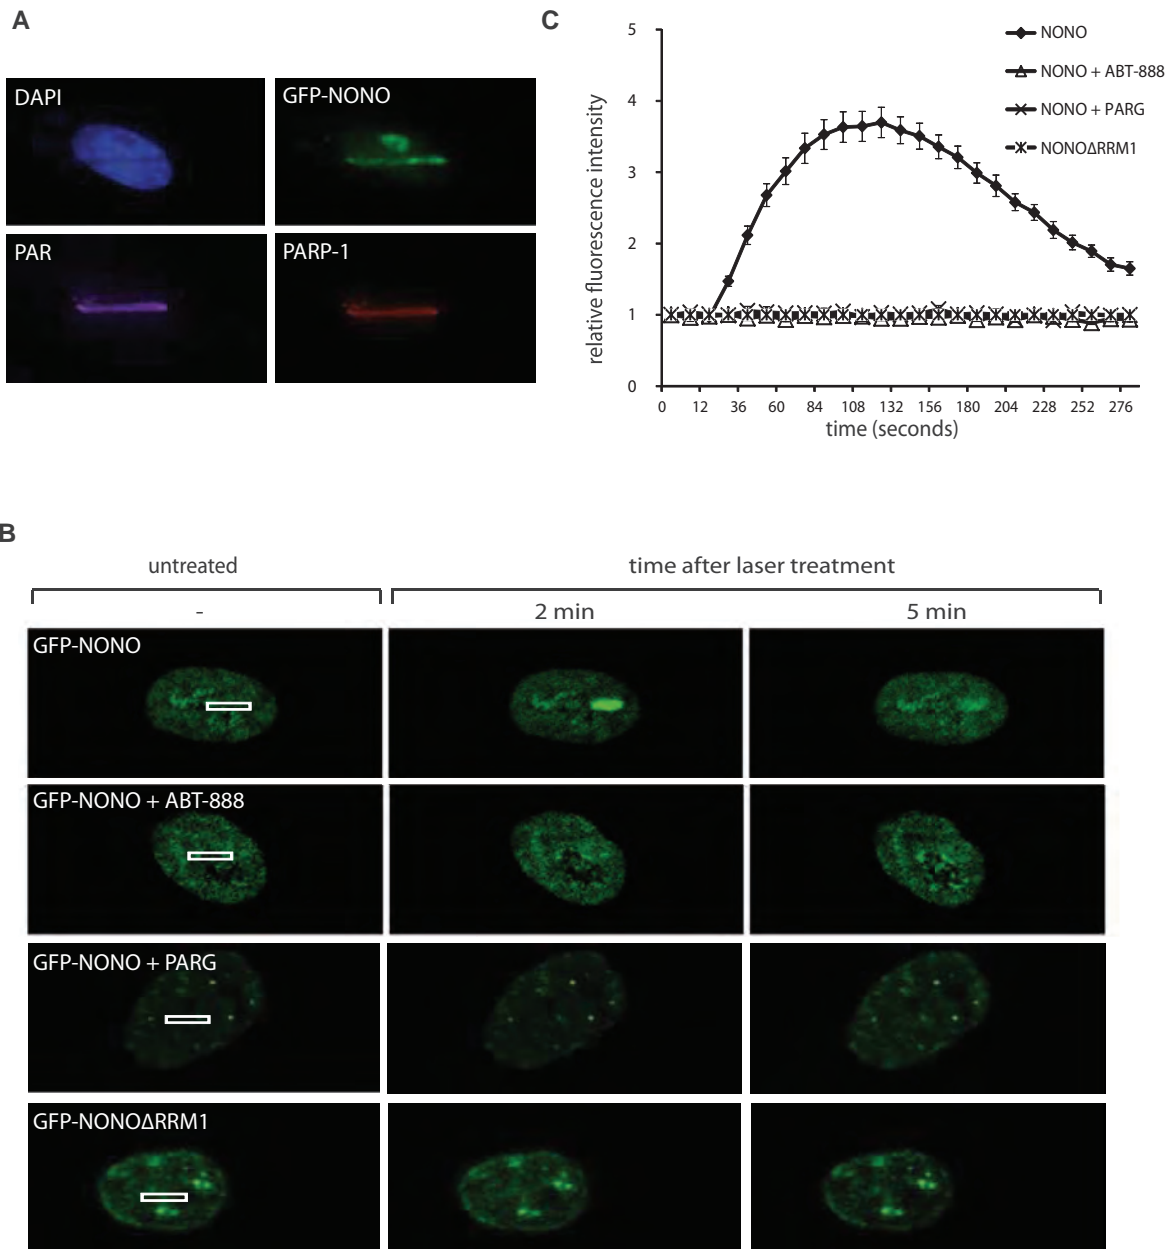 A
DAPI
GFP-NONO
PAR
PARP-1
C
5
4
3
2
1
0
relative fluorescence intensity
0 12 36 60 84 108 132 156 180 204 228 252 276
time (seconds)
NONO
NONO + ABT-888
NONO + PARG
NONOΔRRM1
B
untreated
time after laser treatment
-
2 min
5 min
GFP-NONO
GFP-NONO + ABT-888
GFP-NONO + PARG
GFP-NONOΔRRM1